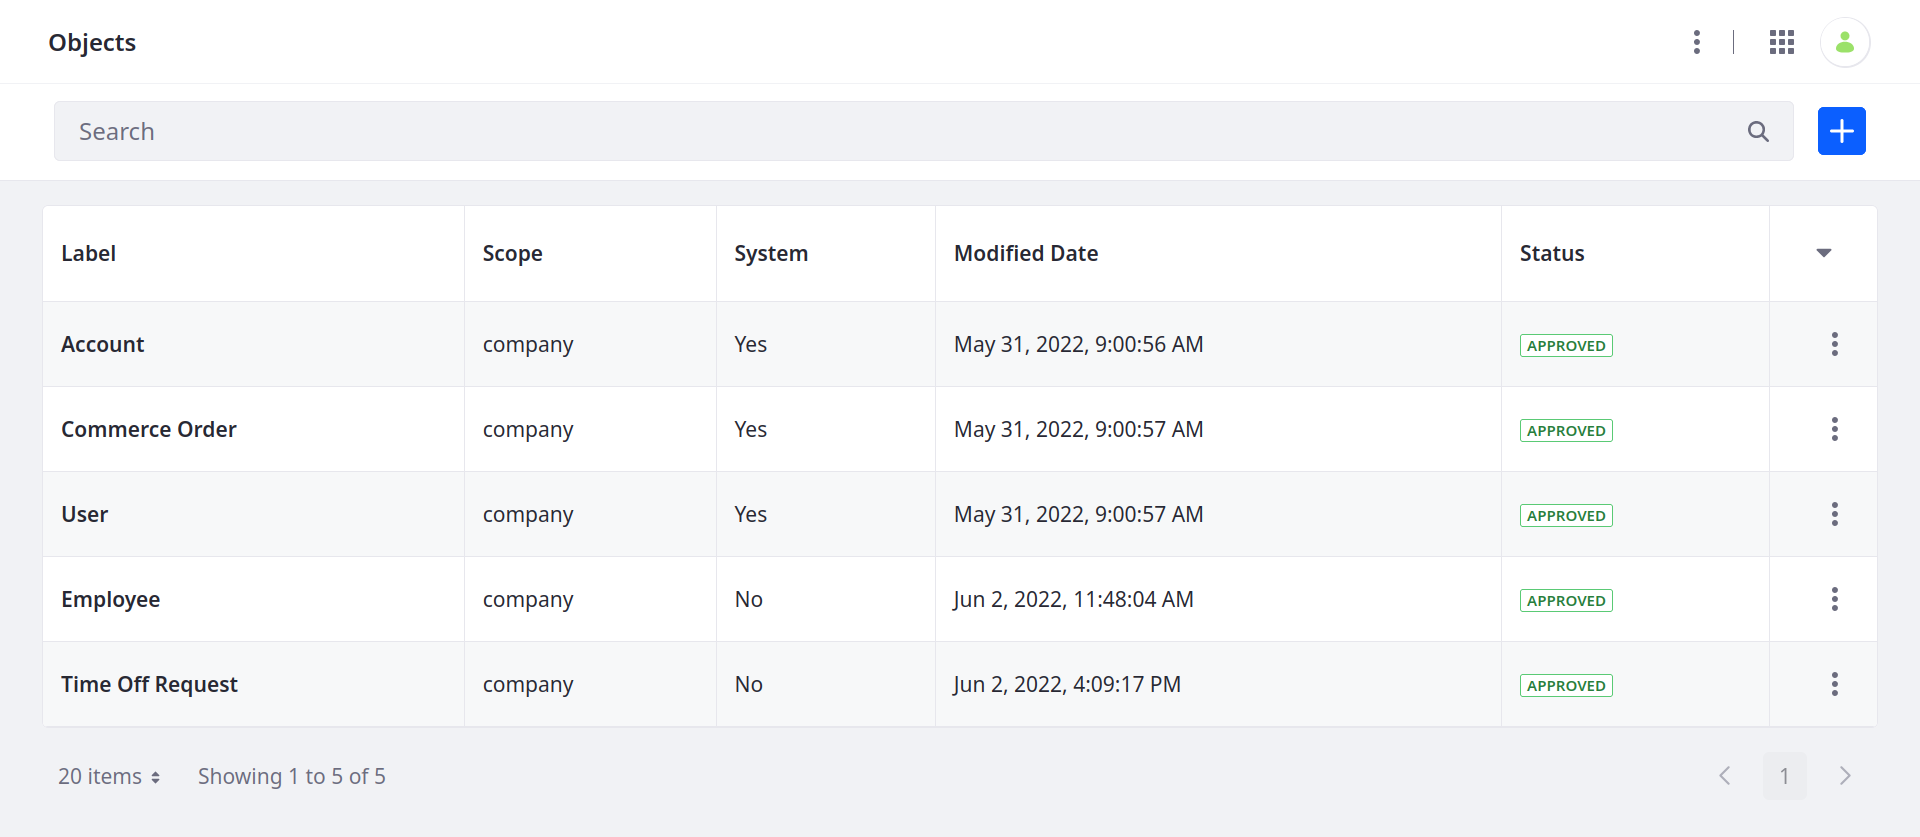 Objects
Search
Label Scope System Modified Date Status
Account company Yes May 31, 2022, 9:00:56 AM APPROVED
Commerce Order company Yes May 31, 2022, 9:00:57 AM APPROVED
User company Yes May 31, 2022, 9:00:57 AM APPROVED
Employee company No Jun 2, 2022, 11:48:04 AM APPROVED
Time Off Request company No Jun 2, 2022, 4:09:17 PM APPROVED
20 items Showing 1 to 5 of 5 1